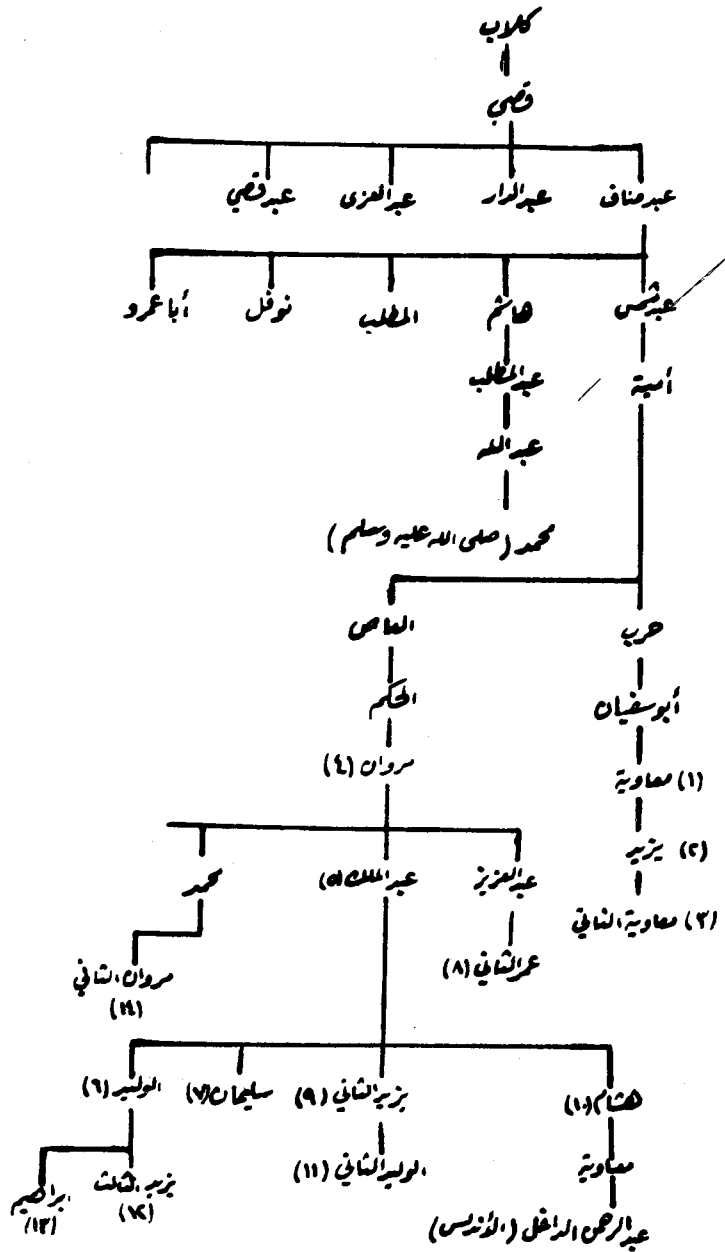 كلاب
قصي
عبد مناف عبد الدار عبد العزى عبد قصي
عبد شمس هاشم المطلب نوفل أبا عمرو
أمية عبد المطلب
عبد الله
محمد (صلى الله عليه وسلم)
حرب العاص
أبو سفيان الحكم
(١) معاوية مروان (٤)
(٢) يزيد
(٣) معاوية الثاني عبد العزيز عبد الملك (٥) محمد
عمر الثاني (٨) مروان الثاني
(١٤)
هشام (١٠) يزيد الثاني (٩) سليمان (٧) الوليد (٦)
معاوية الوليد الثاني (١١) يزيد الثالث ابراهيم
(١٢) (١٣)
عبد الرحمن الداخل (الأندلس)